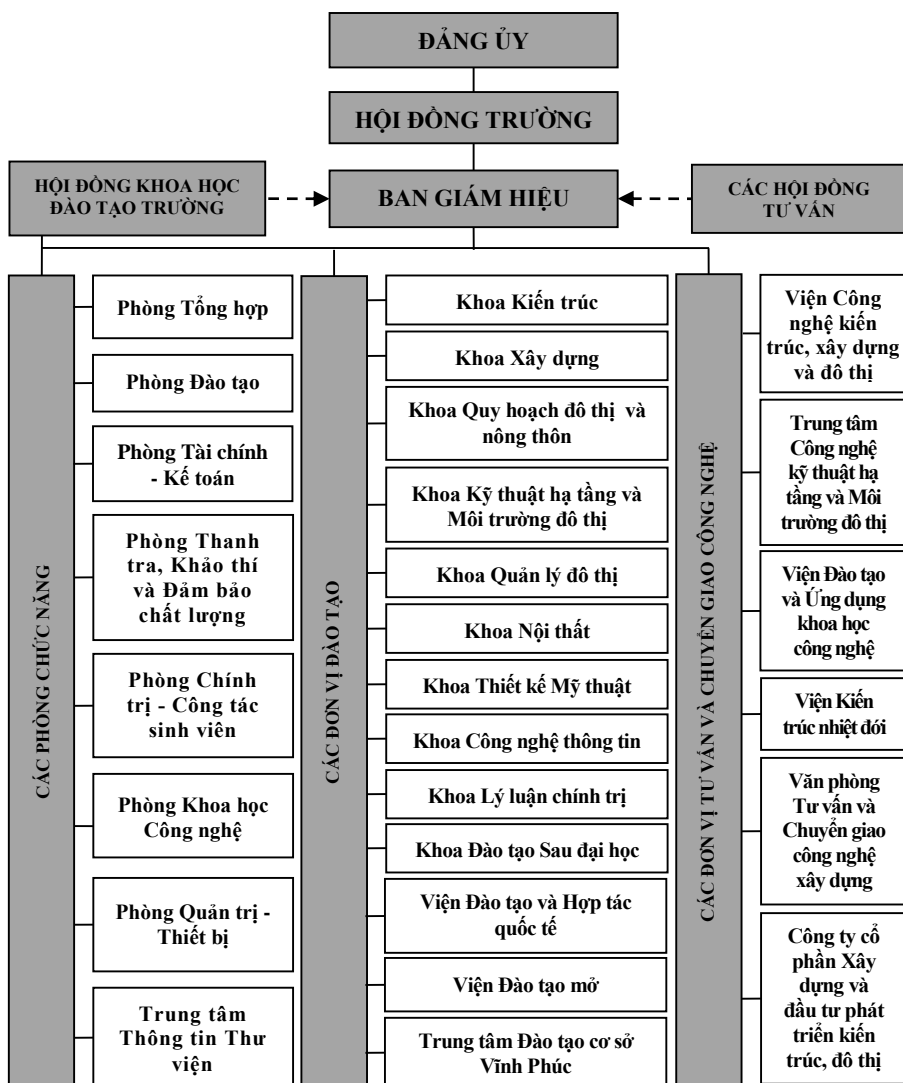 ĐẢNG ỦY
HỘI ĐỒNG TRƯỜNG
HỘI ĐỒNG KHOA HỌC
ĐÀO TẠO TRƯỜNG
BAN GIÁM HIỆU
CÁC HỘI ĐỒNG
TƯ VẤN
CÁC PHÒNG CHỨC NĂNG
Phòng Tổng hợp
Phòng Đào tạo
Phòng Tài chính
- Kế toán
Phòng Thanh
tra, Khảo thí
và Đảm bảo
chất lượng
Phòng Chính
trị - Công tác
sinh viên
Phòng Khoa học
Công nghệ
Phòng Quản trị -
Thiết bị
Trung tâm
Thông tin Thư
viện
CÁC ĐƠN VỊ ĐÀO TẠO
Khoa Kiến trúc
Khoa Xây dựng
Khoa Quy hoạch đô thị và
nông thôn
Khoa Kỹ thuật hạ tầng và
Môi trường đô thị
Khoa Quản lý đô thị
Khoa Nội thất
Khoa Thiết kế Mỹ thuật
Khoa Công nghệ thông tin
Khoa Lý luận chính trị
Khoa Đào tạo Sau đại học
Viện Đào tạo và Hợp tác
quốc tế
Viện Đào tạo mở
Trung tâm Đào tạo cơ sở
Vĩnh Phúc
CÁC ĐƠN VỊ TƯ VẤN VÀ CHUYỂN GIAO CÔNG NGHỆ
Viện Công
nghệ kiến
trúc, xây dựng
và đô thị
Trung tâm
Công nghệ
kỹ thuật hạ
tầng và Môi
trường đô thị
Viện Đào tạo
và Ứng dụng
khoa học
công nghệ
Viện Kiến
trúc nhiệt đới
Văn phòng
Tư vấn và
Chuyển giao
công nghệ
xây dựng
Công ty cổ
phần Xây
dựng và
đầu tư phát
triển kiến
trúc, đô thị